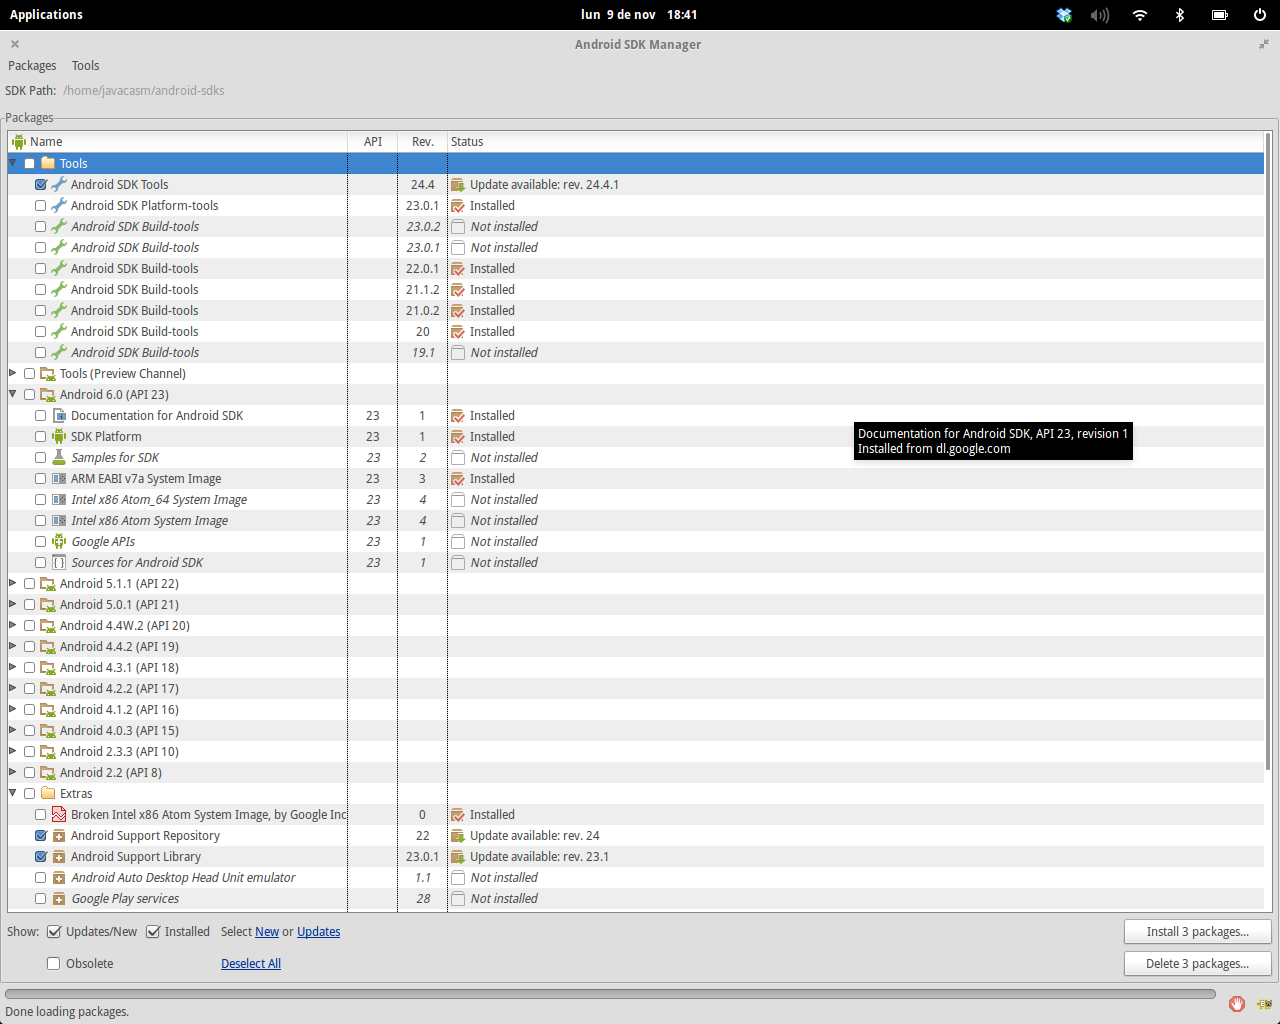 Applications lun 9 de nov 18:41
Android SDK Manager
Packages Tools
SDK Path: /home/javacasm/android-sdks
Packages
Name API Rev. Status
Tools
Android SDK Tools 24.4 Update available: rev. 24.4.1
Android SDK Platform-tools 23.0.1 Installed
Android SDK Build-tools 23.0.2 Not installed
Android SDK Build-tools 23.0.1 Not installed
Android SDK Build-tools 22.0.1 Installed
Android SDK Build-tools 21.1.2 Installed
Android SDK Build-tools 21.0.2 Installed
Android SDK Build-tools 20 Installed
Android SDK Build-tools 19.1 Not installed
Tools (Preview Channel)
Android 6.0 (API 23)
Documentation for Android SDK 23 1 Installed
SDK Platform 23 1 Installed
Documentation for Android SDK, API 23, revision 1
Installed from dl.google.com
Samples for SDK 23 2 Not installed
ARM EABI v7a System Image 23 3 Installed
Intel x86 Atom_64 System Image 23 4 Not installed
Intel x86 Atom System Image 23 4 Not installed
Google APIs 23 1 Not installed
Sources for Android SDK 23 1 Not installed
Android 5.1.1 (API 22)
Android 5.0.1 (API 21)
Android 4.4W.2 (API 20)
Android 4.4.2 (API 19)
Android 4.3.1 (API 18)
Android 4.2.2 (API 17)
Android 4.1.2 (API 16)
Android 4.0.3 (API 15)
Android 2.3.3 (API 10)
Android 2.2 (API 8)
Extras
Broken Intel x86 Atom System Image, by Google Inc 0 Installed
Android Support Repository 22 Update available: rev. 24
Android Support Library 23.0.1 Update available: rev. 23.1
Android Auto Desktop Head Unit emulator 1.1 Not installed
Google Play services 28 Not installed
Show: Updates/New Installed Select New or Updates Install 3 packages...
Obsolete Deselect All Delete 3 packages...
Done loading packages.